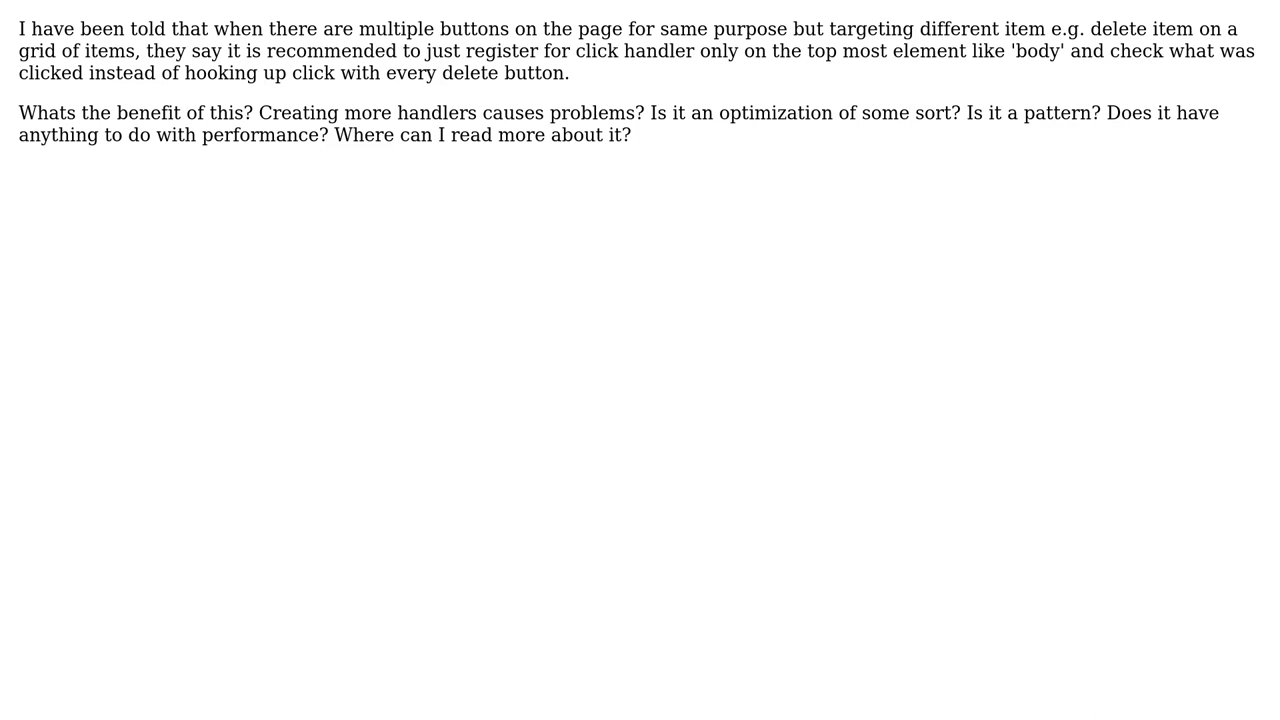 I have been told that when there are multiple buttons on the page for same purpose but targeting different item e.g. delete item on a
grid of items, they say it is recommended to just register for click handler only on the top most element like 'body' and check what was
clicked instead of hooking up click with every delete button.
Whats the benefit of this? Creating more handlers causes problems? Is it an optimization of some sort? Is it a pattern? Does it have
anything to do with performance? Where can I read more about it?